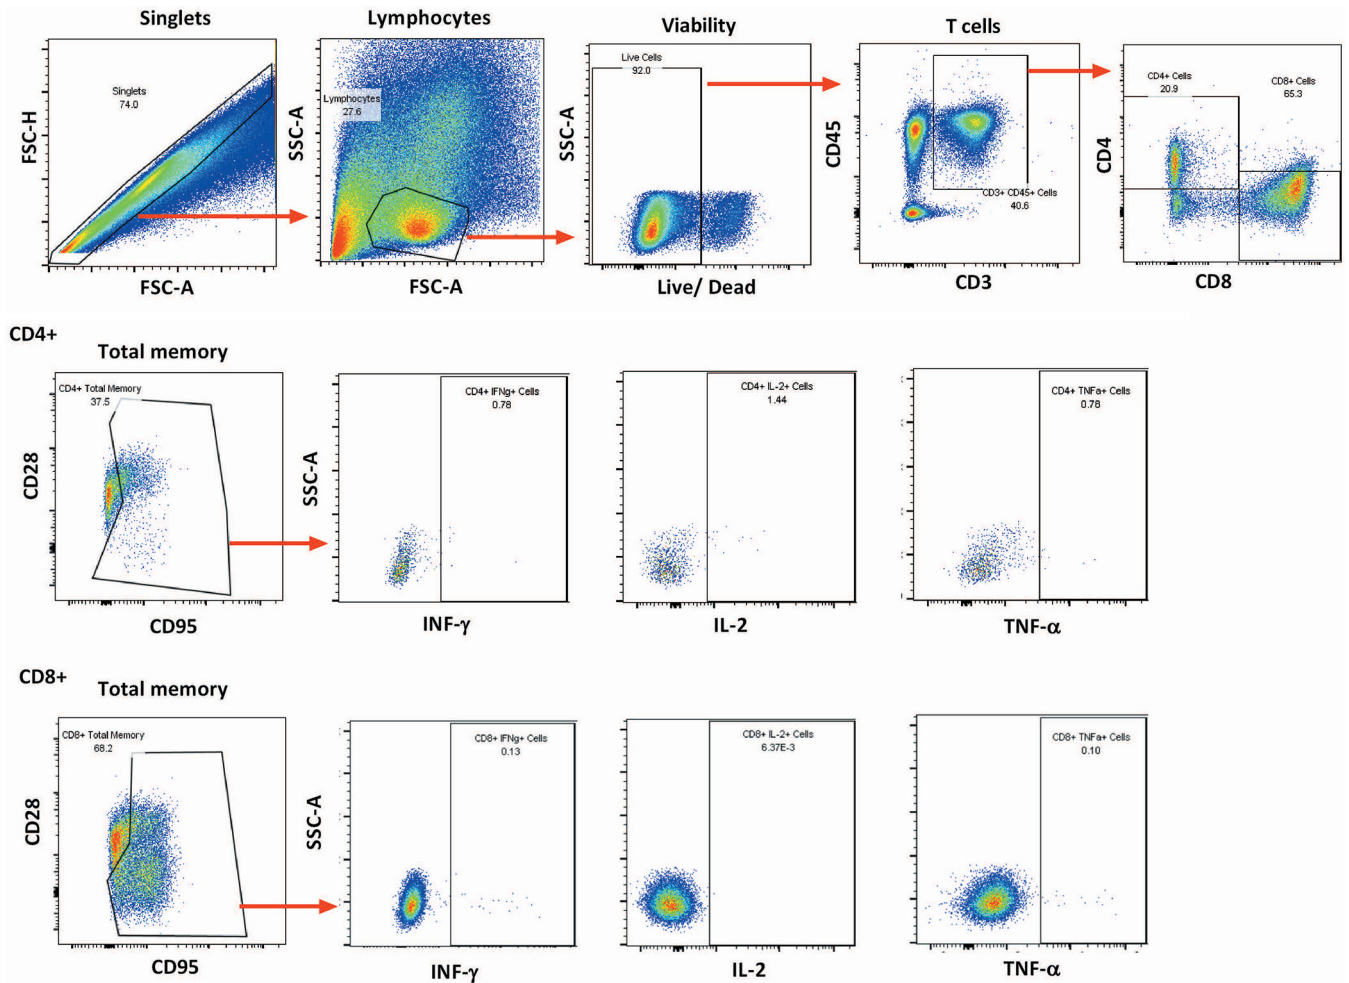 Singlets
Lymphocytes
Viability
T cells
Singlets
74.0
FSC-H
FSC-A
Lymphocytes
27.6
SSC-A
FSC-A
Live Cells
92.0
SSC-A
Live/ Dead
CD3+ CD45+ Cells
40.6
CD45
CD3
CD4+ Cells
20.9
CD8+ Cells
65.3
CD4
CD8
CD4+
Total memory
CD4+ Total Memory
37.5
CD28
CD95
CD4+ IFNg+ Cells
0.78
SSC-A
INF-γ
CD4+ IL-2+ Cells
1.44
IL-2
CD4+ TNFa+ Cells
0.78
TNF-α
CD8+
Total memory
CD8+ Total Memory
68.2
CD28
CD95
CD8+ IFNg+ Cells
0.13
SSC-A
INF-γ
CD8+ IL-2+ Cells
6.37E-3
IL-2
CD8+ TNFa+ Cells
0.10
TNF-α